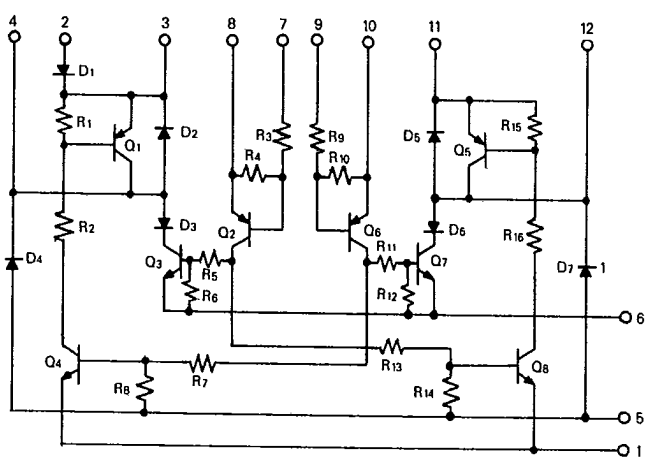 4 2 3 8 7 9 10 11 12
D1
R1 Q1 D2 R3 R9 D5 Q5 R15
R4 R10
R2 D3 Q2 Q6 D6 R16
D4 Q3 R5 R11 Q7 D7 1
R6 R12
6
Q4 R7 R13 Q8
R8 R14
5
1